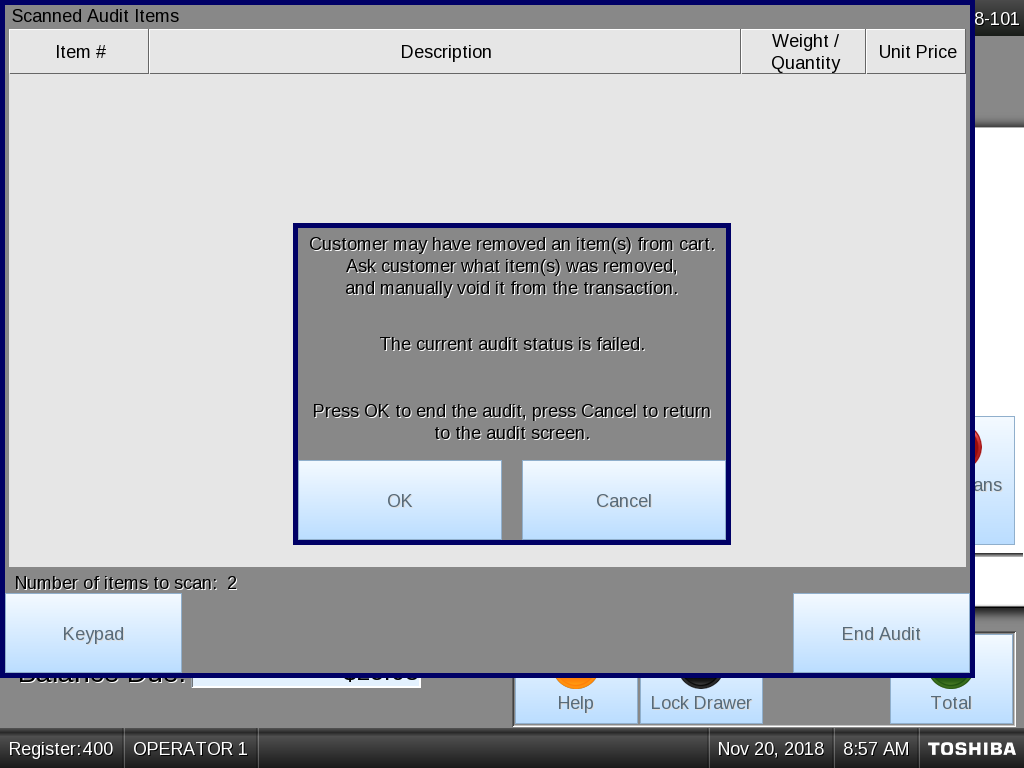 Scanned Audit Items
8-101
Item #
Description
Weight /
Quantity
Unit Price
Customer may have removed an item(s) from cart.
Ask customer what item(s) was removed,
and manually void it from the transaction.
The current audit status is failed.
Press OK to end the audit, press Cancel to return
to the audit screen.
OK
Cancel
ans
Number of items to scan: 2
Keypad
End Audit
Balance Due:
Help
Lock Drawer
Total
Register:400
OPERATOR 1
Nov 20, 2018
8:57 AM
TOSHIBA